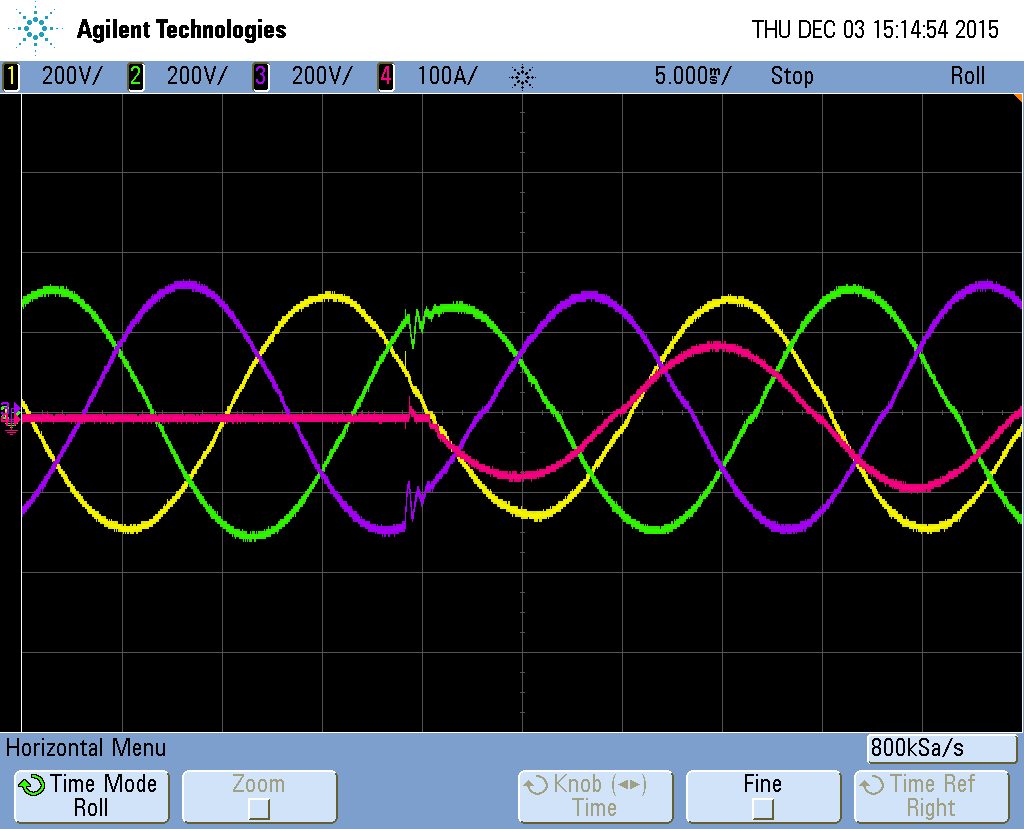 Agilent Technologies THU DEC 03 15:14:54 2015
1 200V/ 2 200V/ 3 200V/ 4 100A/ 5.000ms/ Stop Roll
Horizontal Menu 800kSa/s
Time Mode Zoom Knob (◄►) Fine Time Ref
Roll Time Right